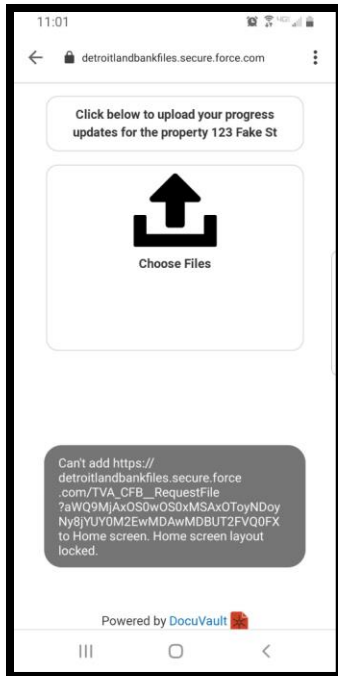 11:01
detroitlandbankfiles.secure.force.com
Click below to upload your progress
updates for the property 123 Fake St
Choose Files
Can't add https://
detroitlandbankfiles.secure.force
.com/TVA_CFB__RequestFile
?aWQ9MjAxOS0wOS0xMSAxOToyNDoy
Ny8jYUY0M2EwMDAwMDBUT2FVQ0FX
to Home screen. Home screen layout
locked.
Powered by DocuVault